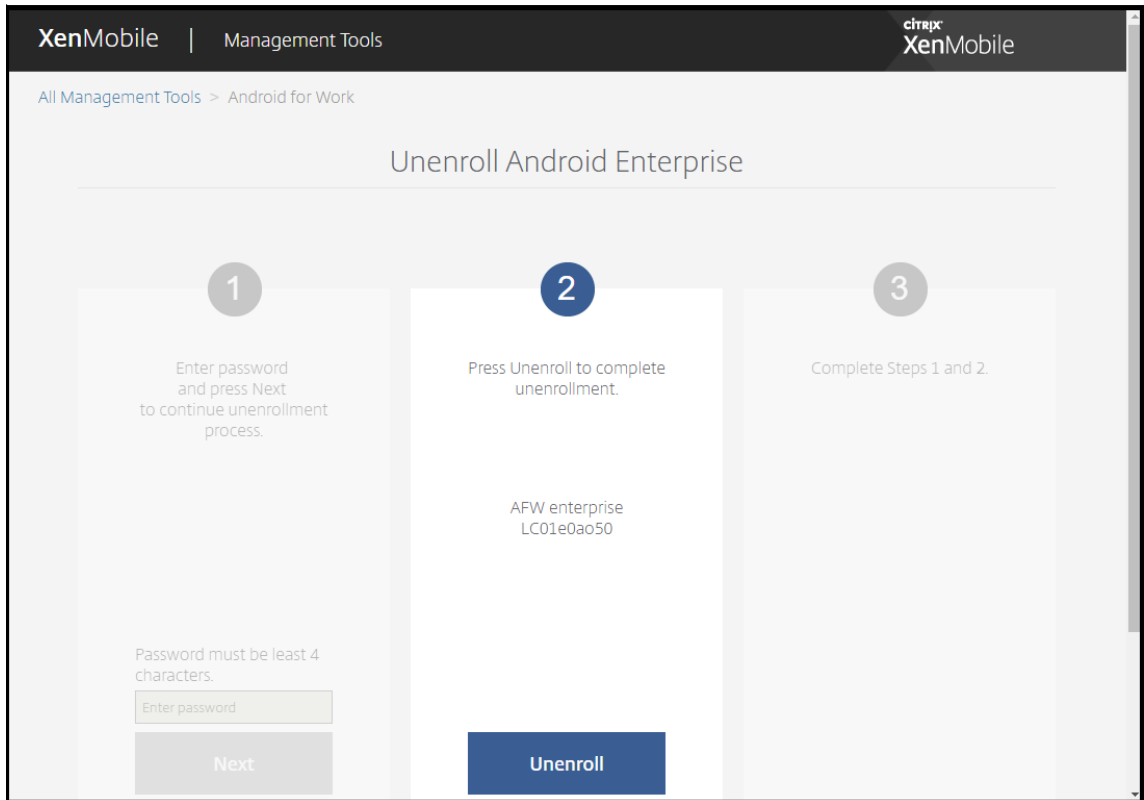 XenMobile | Management Tools
CITRIX
XenMobile
All Management Tools > Android for Work
Unenroll Android Enterprise
1
Enter password
and press Next
to continue unenrollment
process.
Password must be least 4
characters.
Enter password
Next
2
Press Unenroll to complete
unenrollment.
AFW enterprise
LC01e0ao50
Unenroll
3
Complete Steps 1 and 2.